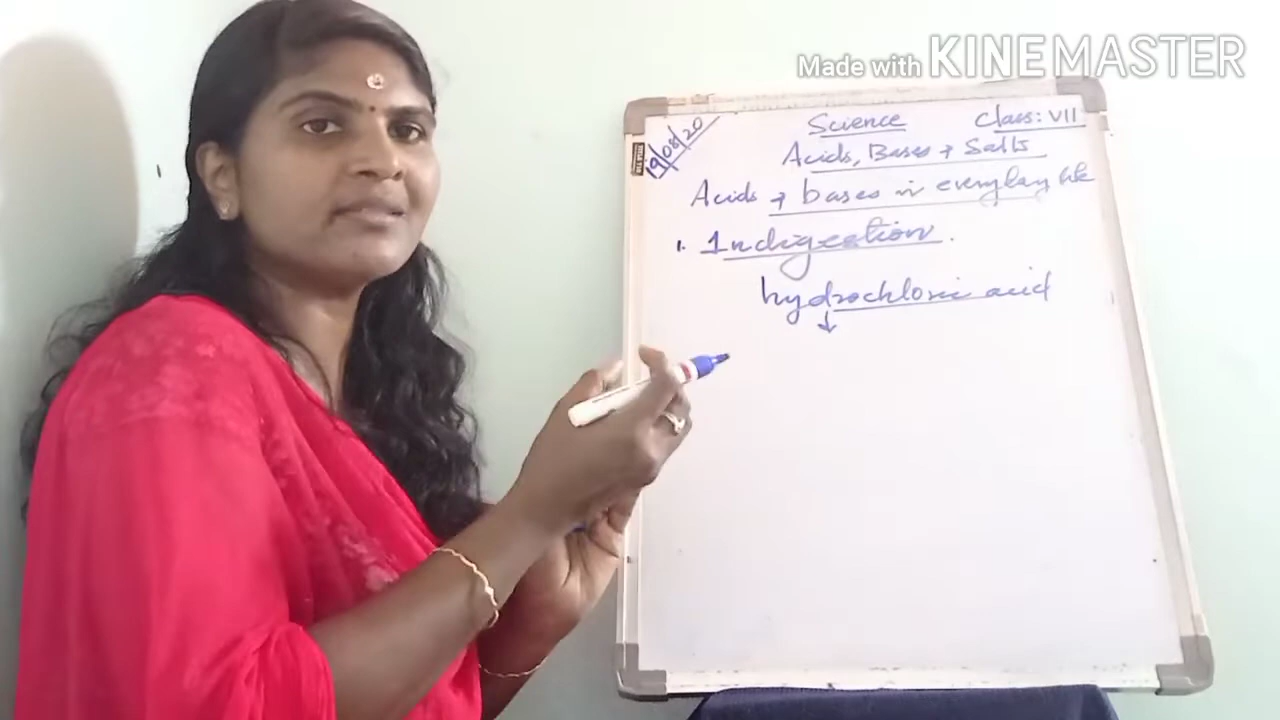 Made with KINEMASTER
19/08/20
Science Class: VII
Acids, Bases & Salts
Acids & bases in everyday life
1. Indigestion.
hydrochloric acid
↓